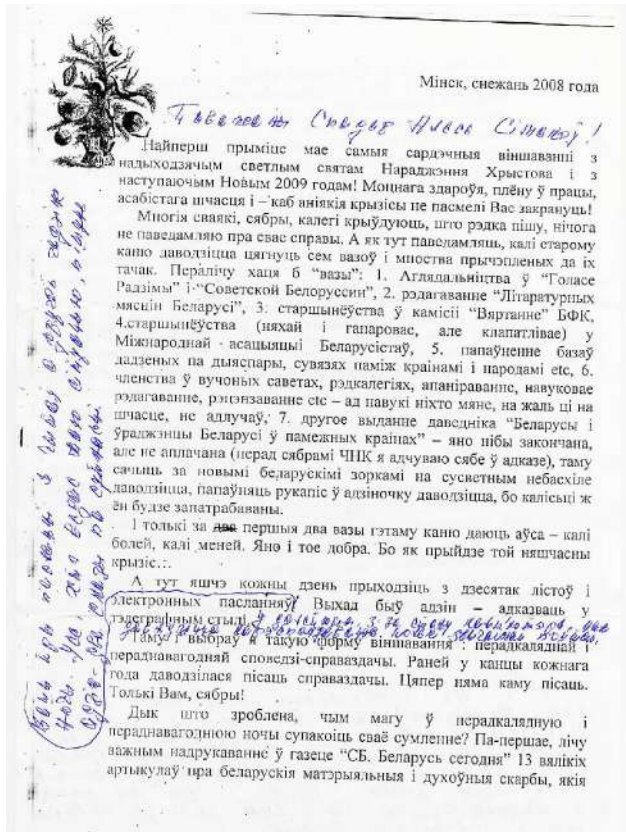 Мінск, снежань 2008 года
Паважаны Спадар Алесь
Найперш прыміце мае самыя сардэчныя віншаванні з
надыходзячым светлым святам Нараджэння Хрыстова і з
наступаючым Новым 2009 годам! Моцнага здароўя, плёну ў працы,
асабістага шчасця і – каб аніякія крызісы не пасмелі Вас закрануць!
Многія сваякі, сябры, калегі крыўдуюць, што рэдка пішу, нічога
не паведамляю пра свае справы. А як тут паведамляць, калі старому
каню даводзіцца цягнуць сем вазоў і мноства прычэпленых да іх
тачак. Пералічу хаця б “вазы”: 1. Аглядальніцтва ў “Голасе
Радзімы” і “Советской Белоруссии”, 2. рэдагаванне “Літаратурных
мясцін Беларусі”, 3. старшынёўства ў камісіі “Вяртанне” БФК,
4.старшынёўства (няхай і ганаровае, але клапатлівае) у
Міжнароднай асацыяцыі Беларусістаў, 5. папаўненне базаў
дадзеных па дыяспары, сувязях паміж краінамі і народамі etc, 6.
членства ў вучоных саветах, рэдкалегіях, апаніраванне, навуковае
рэдагаванне, рэцэнзаванне etc – ад навукі ніхто мяне, на жаль ці на
шчасце, не адлучаў, 7. другое выданне даведніка “Беларусы і
ўраджэнцы Беларусі ў памежных краінах” – яно нібы закончана,
але не аплачана (перад сябрамі ЧНК я адчуваю сябе ў адказе), таму
сачыць за новымі беларускімі зоркамі на сусветным небасхіле
даводзіцца, папаўняць рукапіс ў адзіночку даводзіцца, бо калісьці ж
ён будзе запатрабаваны.
І толькі за два першыя два вазы гэтаму каню даюць аўса – калі
болей, калі меней. Яно і тое добра. Бо як прыйдзе той няшчасны
крызіс...
А тут яшчэ кожны дзень прыходзіць з дзесятак лістоў і
электронных пасланняў! Выхад быў адзін – адказваць у
тэлеграфным стылі.
Таму і выбраў я такую форму віншавання : перадкаляднай і
пераднавагодняй споведзі-справаздачы. Раней у канцы кожнага
года даводзілася пісаць справаздачы. Цяпер няма каму пісаць.
Толькі Вам, сябры!
Дык што зроблена, чым магу ў перадкалядную і
пераднавагоднюю ночы супакоіць сваё сумленне? Па-першае, лічу
важным надрукаванне ў газеце “СБ. Беларусь сегодня” 13 вялікіх
артыкулаў пра беларускія матэрыяльныя і духоўныя скарбы, якія